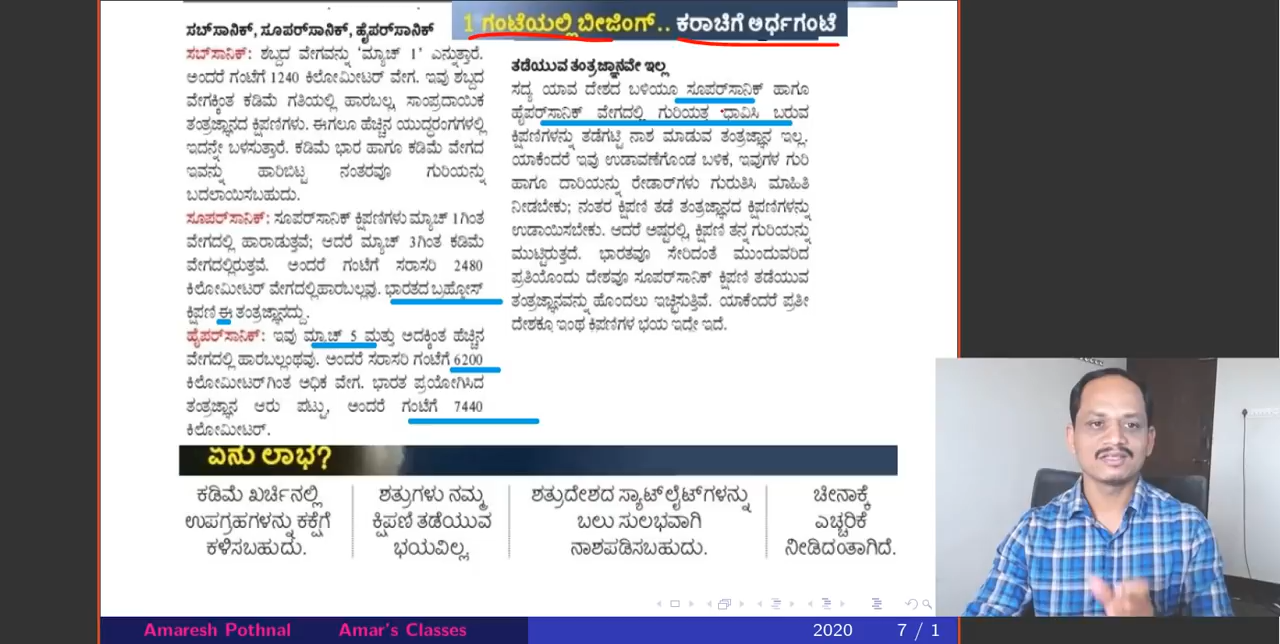 1 ಗಂಟೆಯಲ್ಲಿ ಬೀಜಿಂಗ್.. ಕರಾಚಿಗೆ ಅರ್ಧಗಂಟೆ
ಸಬ್‌ಸಾನಿಕ್, ಸೂಪರ್‌ಸಾನಿಕ್, ಹೈಪರ್‌ಸಾನಿಕ್
ಸಬ್‌ಸಾನಿಕ್: ಶಬ್ದದ ವೇಗವನ್ನು ‘ಮ್ಯಾಚ್ 1’ ಎನ್ನುತ್ತಾರೆ.
ಅಂದರೆ ಗಂಟೆಗೆ 1240 ಕಿಲೋಮೀಟರ್ ವೇಗ. ಇವು ಶಬ್ದದ
ವೇಗಕ್ಕಿಂತ ಕಡಿಮೆ ಗತಿಯಲ್ಲಿ ಹಾರಬಲ್ಲ, ಸಾಂಪ್ರದಾಯಿಕ
ತಂತ್ರಜ್ಞಾನದ ಕ್ಷಿಪಣಿಗಳು. ಈಗಲೂ ಹೆಚ್ಚಿನ ಯುದ್ಧರಂಗಗಳಲ್ಲಿ
ಇದನ್ನೇ ಬಳಸುತ್ತಾರೆ. ಕಡಿಮೆ ಭಾರ ಹಾಗೂ ಕಡಿಮೆ ವೇಗದ
ಇವನ್ನು ಹಾರಿಬಿಟ್ಟ ನಂತರವೂ ಗುರಿಯನ್ನು
ಬದಲಾಯಿಸಬಹುದು.
ಸೂಪರ್‌ಸಾನಿಕ್: ಸೂಪರ್‌ಸಾನಿಕ್ ಕ್ಷಿಪಣಿಗಳು ಮ್ಯಾಚ್ 1ಗಿಂತ
ವೇಗದಲ್ಲಿ ಹಾರಾಡುತ್ತವೆ; ಆದರೆ ಮ್ಯಾಚ್ 3ಗಿಂತ ಕಡಿಮೆ
ವೇಗದಲ್ಲಿರುತ್ತವೆ. ಅಂದರೆ ಗಂಟೆಗೆ ಸರಾಸರಿ 2480
ಕಿಲೋಮೀಟರ್ ವೇಗದಲ್ಲಿ ಹಾರಬಲ್ಲವು. ಭಾರತದ ಬ್ರಹ್ಮೋಸ್
ಕ್ಷಿಪಣಿ ಈ ತಂತ್ರಜ್ಞಾನದ್ದು.
ಹೈಪರ್‌ಸಾನಿಕ್: ಇವು ಮ್ಯಾಚ್ 5 ಮತ್ತು ಅದಕ್ಕಿಂತ ಹೆಚ್ಚಿನ
ವೇಗದಲ್ಲಿ ಹಾರಬಲ್ಲಂಥವು. ಅಂದರೆ ಸರಾಸರಿ ಗಂಟೆಗೆ 6200
ಕಿಲೋಮೀಟರ್‌ಗಿಂತ ಅಧಿಕ ವೇಗ. ಭಾರತ ಪ್ರಯೋಗಿಸಿದ
ತಂತ್ರಜ್ಞಾನ ಆರು ಪಟ್ಟು, ಅಂದರೆ ಗಂಟೆಗೆ 7440
ಕಿಲೋಮೀಟರ್.
ತಡೆಯುವ ತಂತ್ರಜ್ಞಾನವೇ ಇಲ್ಲ
ಸದ್ಯ ಯಾವ ದೇಶದ ಬಳಿಯೂ ಸೂಪರ್‌ಸಾನಿಕ್ ಹಾಗೂ
ಹೈಪರ್‌ಸಾನಿಕ್ ವೇಗದಲ್ಲಿ ಗುರಿಯತ್ತ ಧಾವಿಸಿ ಬರುವ
ಕ್ಷಿಪಣಿಗಳನ್ನು ತಡೆಗಟ್ಟಿ ನಾಶ ಮಾಡುವ ತಂತ್ರಜ್ಞಾನ ಇಲ್ಲ.
ಯಾಕೆಂದರೆ ಇವು ಉಡಾವಣೆಗೊಂಡ ಬಳಿಕ, ಇವುಗಳ ಗುರಿ
ಹಾಗೂ ದಾರಿಯನ್ನು ರೇಡಾರ್‌ಗಳು ಗುರುತಿಸಿ ಮಾಹಿತಿ
ನೀಡಬೇಕು; ನಂತರ ಕ್ಷಿಪಣಿ ತಡೆ ತಂತ್ರಜ್ಞಾನದ ಕ್ಷಿಪಣಿಗಳನ್ನು
ಉಡಾಯಿಸಬೇಕು. ಆದರೆ ಅಷ್ಟರಲ್ಲಿ, ಕ್ಷಿಪಣಿ ತನ್ನ ಗುರಿಯನ್ನು
ಮುಟ್ಟಿರುತ್ತದೆ. ಭಾರತವೂ ಸೇರಿದಂತೆ ಮುಂದುವರಿದ
ಪ್ರತಿಯೊಂದು ದೇಶವೂ ಸೂಪರ್‌ಸಾನಿಕ್ ಕ್ಷಿಪಣಿ ತಡೆಯುವ
ತಂತ್ರಜ್ಞಾನವನ್ನು ಹೊಂದಲು ಇಚ್ಛಿಸುತ್ತಿವೆ. ಯಾಕೆಂದರೆ ಪ್ರತೀ
ದೇಶಕ್ಕೂ ಇಂಥ ಕ್ಷಿಪಣಿಗಳ ಭಯ ಇದ್ದೇ ಇದೆ.
ಏನು ಲಾಭ?
ಕಡಿಮೆ ಖರ್ಚಿನಲ್ಲಿ
ಉಪಗ್ರಹಗಳನ್ನು ಕಕ್ಷೆಗೆ
ಕಳಿಸಬಹುದು.
ಶತ್ರುಗಳು ನಮ್ಮ
ಕ್ಷಿಪಣಿ ತಡೆಯುವ
ಭಯವಿಲ್ಲ
ಶತ್ರುದೇಶದ ಸ್ಯಾಟ್‌ಲೈಟ್‌ಗಳನ್ನು
ಬಲು ಸುಲಭವಾಗಿ
ನಾಶಪಡಿಸಬಹುದು.
ಚೀನಾಕ್ಕೆ
ಎಚ್ಚರಿಕೆ
ನೀಡಿದಂತಾಗಿದೆ.
Amaresh Pothnal Amar's Classes 2020 7 / 1